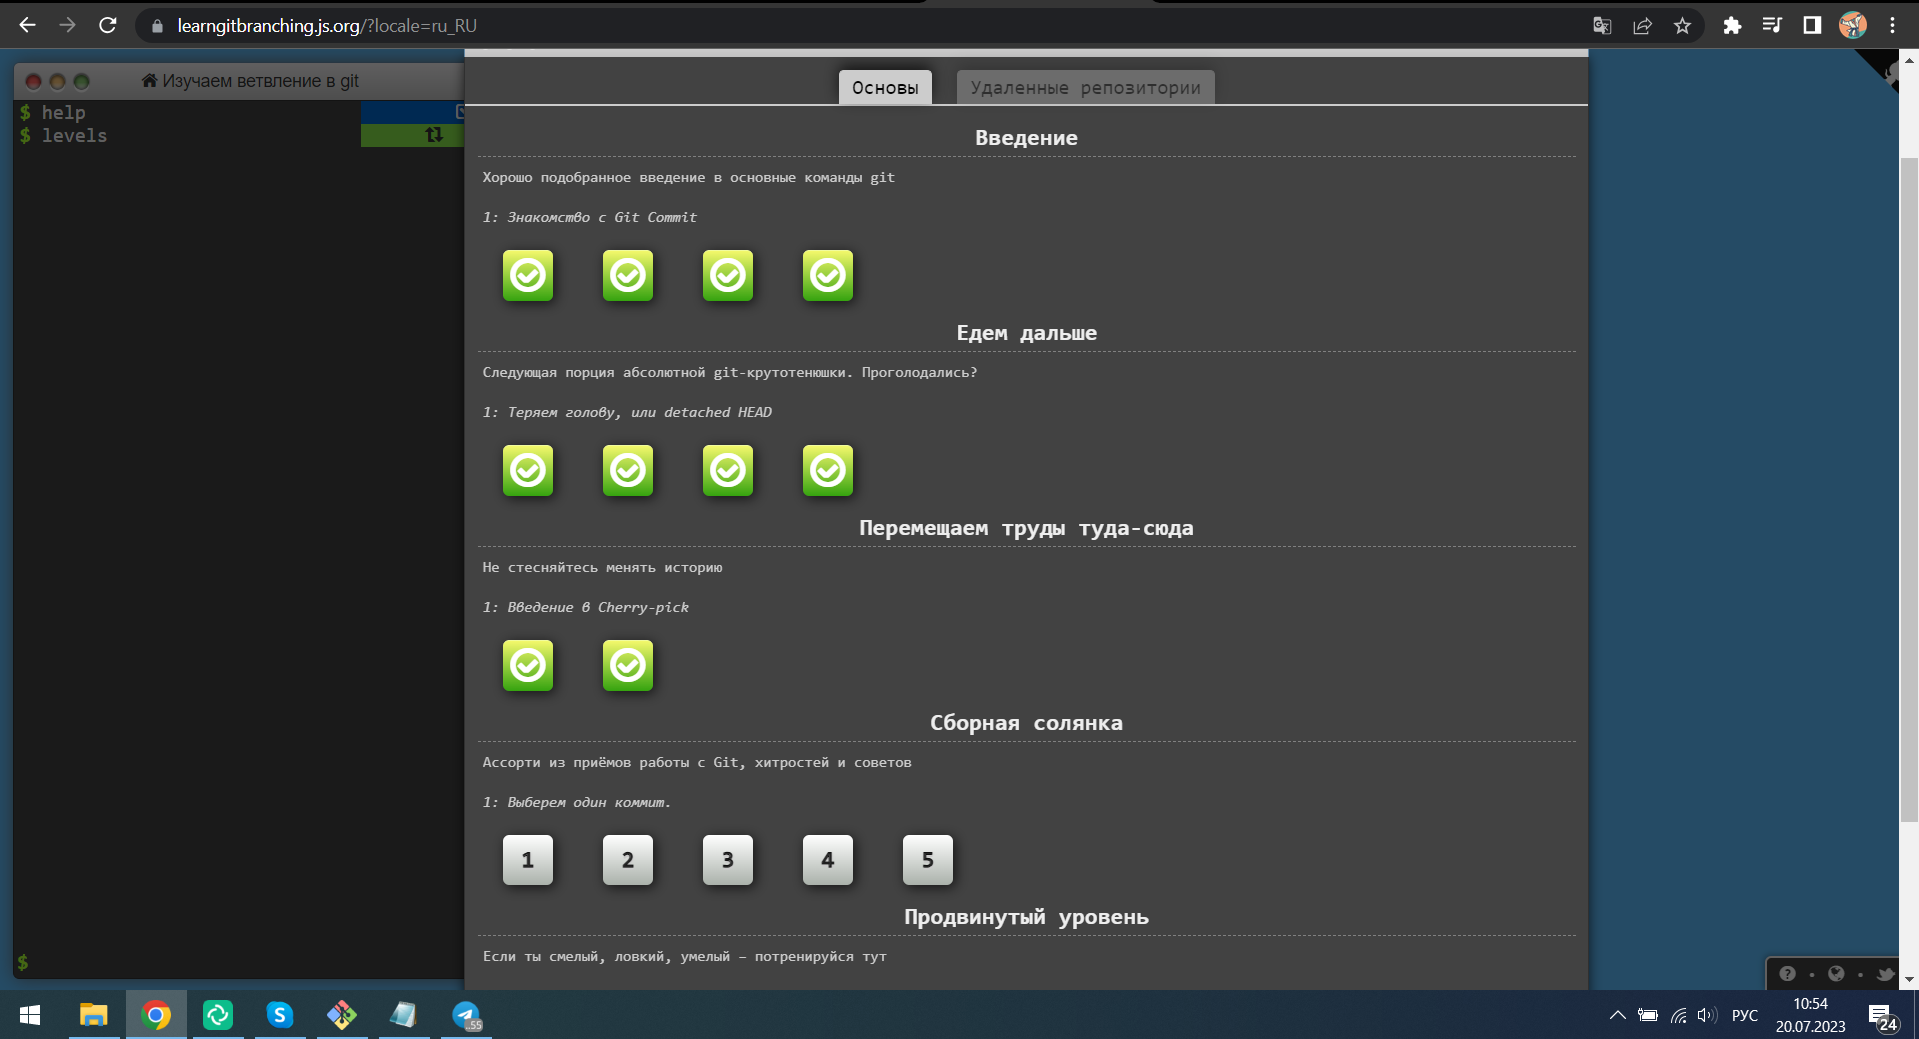 learngitbranching.js.org/?locale=ru_RU
Изучаем ветвление в git
$ help
$ levels
$
Основы
Удаленные репозитории
Введение
Хорошо подобранное введение в основные команды git
1: Знакомство с Git Commit
Едем дальше
Следующая порция абсолютной git-крутотенюшки. Проголодались?
1: Теряем голову, или detached HEAD
Перемещаем труды туда-сюда
Не стесняйтесь менять историю
1: Введение в Cherry-pick
Сборная солянка
Ассорти из приёмов работы с Git, хитростей и советов
1: Выберем один коммит.
1 2 3 4 5
Продвинутый уровень
Если ты смелый, ловкий, умелый – потренируйся тут
..55
РУС
10:54
20.07.2023
24